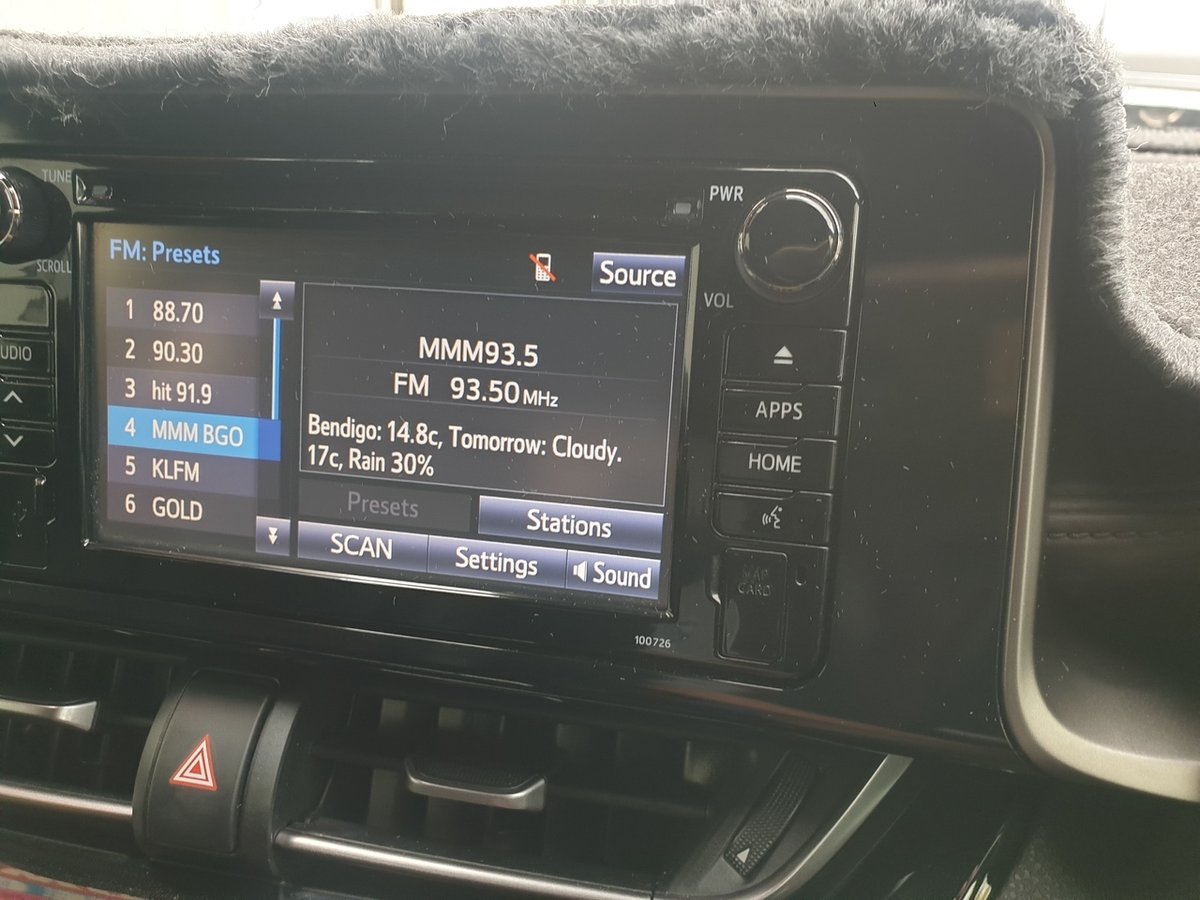 TUNE
SCROLL
UDIO
FM: Presets
Source
1 88.70
2 90.30
3 hit 91.9
4 MMM BGO
5 KLFM
6 GOLD
MMM93.5
FM 93.50MHz
Bendigo: 14.8c, Tomorrow: Cloudy.
17c, Rain 30%
Presets
Stations
SCAN
Settings
Sound
PWR
VOL
APPS
HOME
MAP
CARD
100726